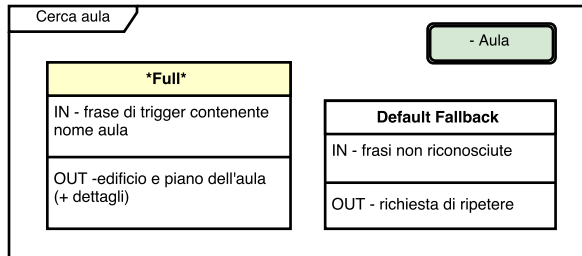 Cerca aula
- Aula
*Full*
IN - frase di trigger contenente
nome aula
OUT -edificio e piano dell'aula
(+ dettagli)
Default Fallback
IN - frasi non riconosciute
OUT - richiesta di ripetere